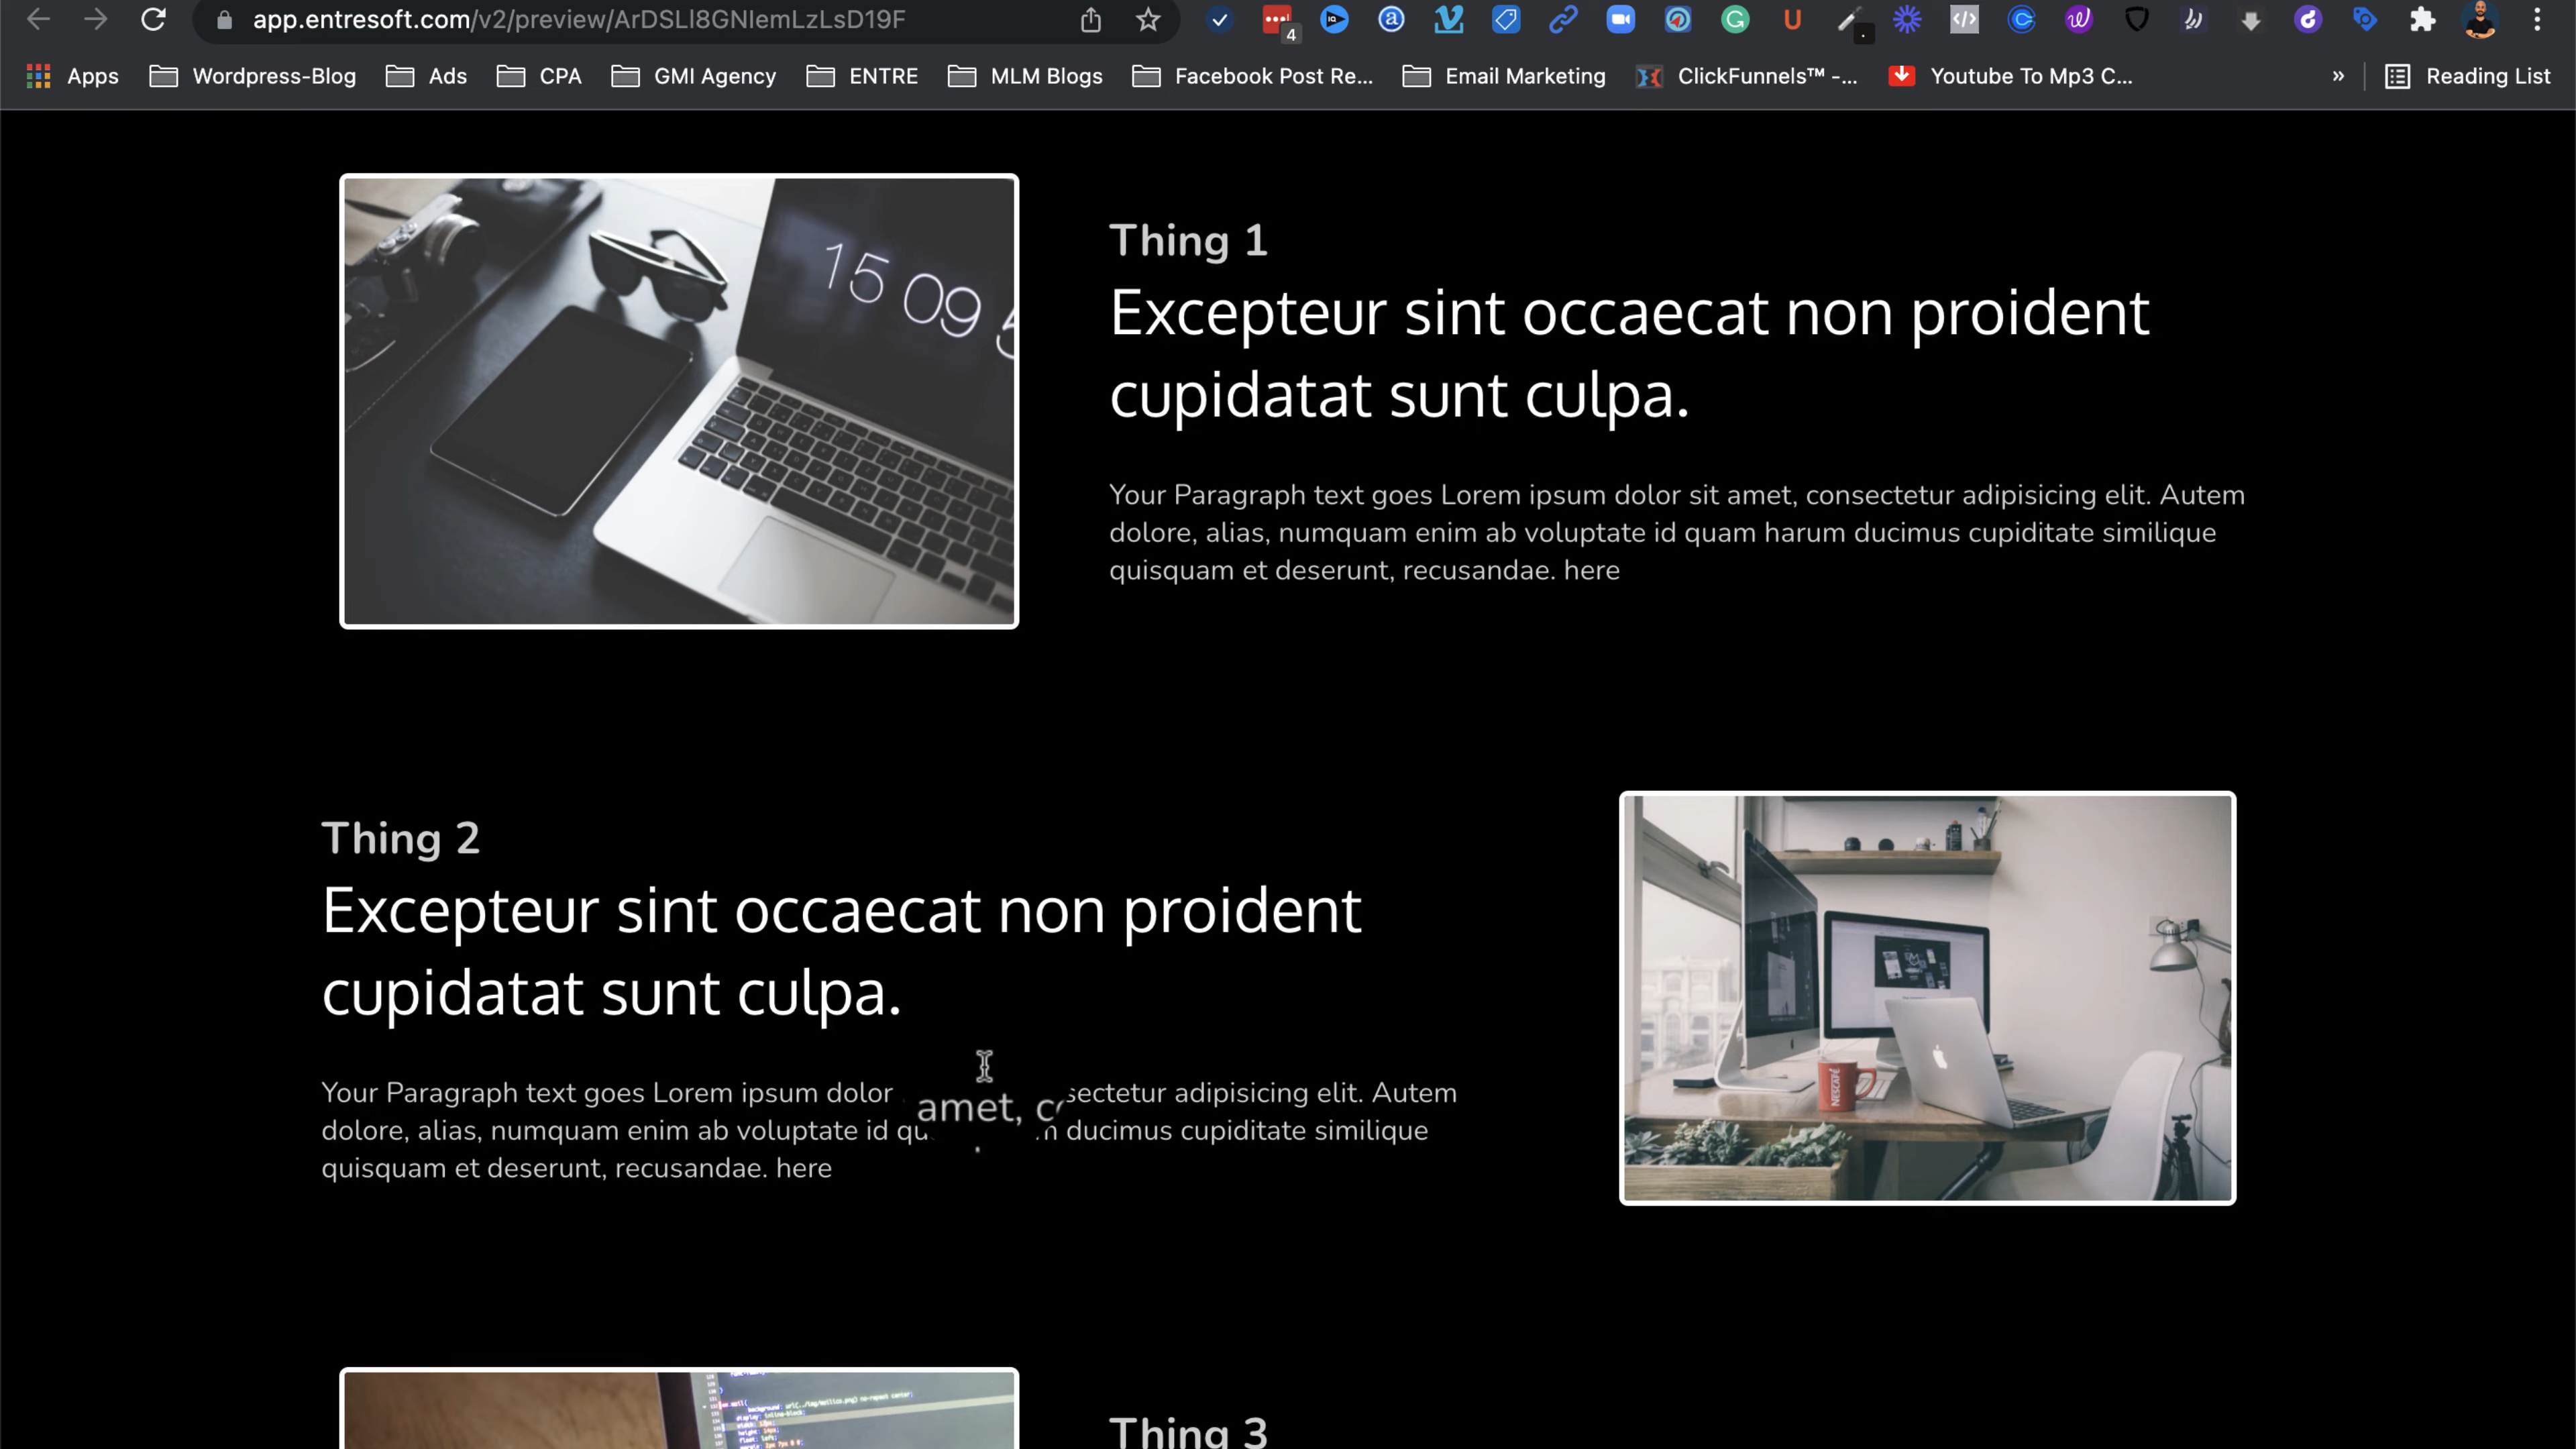 app.entresoft.com/v2/preview/ArDSLl8GNIemLzLsD19F
4
Apps
Wordpress-Blog
Ads
CPA
GMI Agency
ENTRE
MLM Blogs
Facebook Post Re...
Email Marketing
ClickFunnels™ -...
Youtube To Mp3 C...
»
Reading List
15 09 5
Thing 1
Excepteur sint occaecat non proident
cupidatat sunt culpa.
Your Paragraph text goes Lorem ipsum dolor sit amet, consectetur adipisicing elit. Autem
dolore, alias, numquam enim ab voluptate id quam harum ducimus cupiditate similique
quisquam et deserunt, recusandae. here
Thing 2
Excepteur sint occaecat non proident
cupidatat sunt culpa.
Your Paragraph text goes Lorem ipsum dolor amet, co sectetur adipisicing elit. Autem
dolore, alias, numquam enim ab voluptate id ducimus cupiditate similique
quisquam et deserunt, recusandae. here
NESCAFÉ
Thing 3